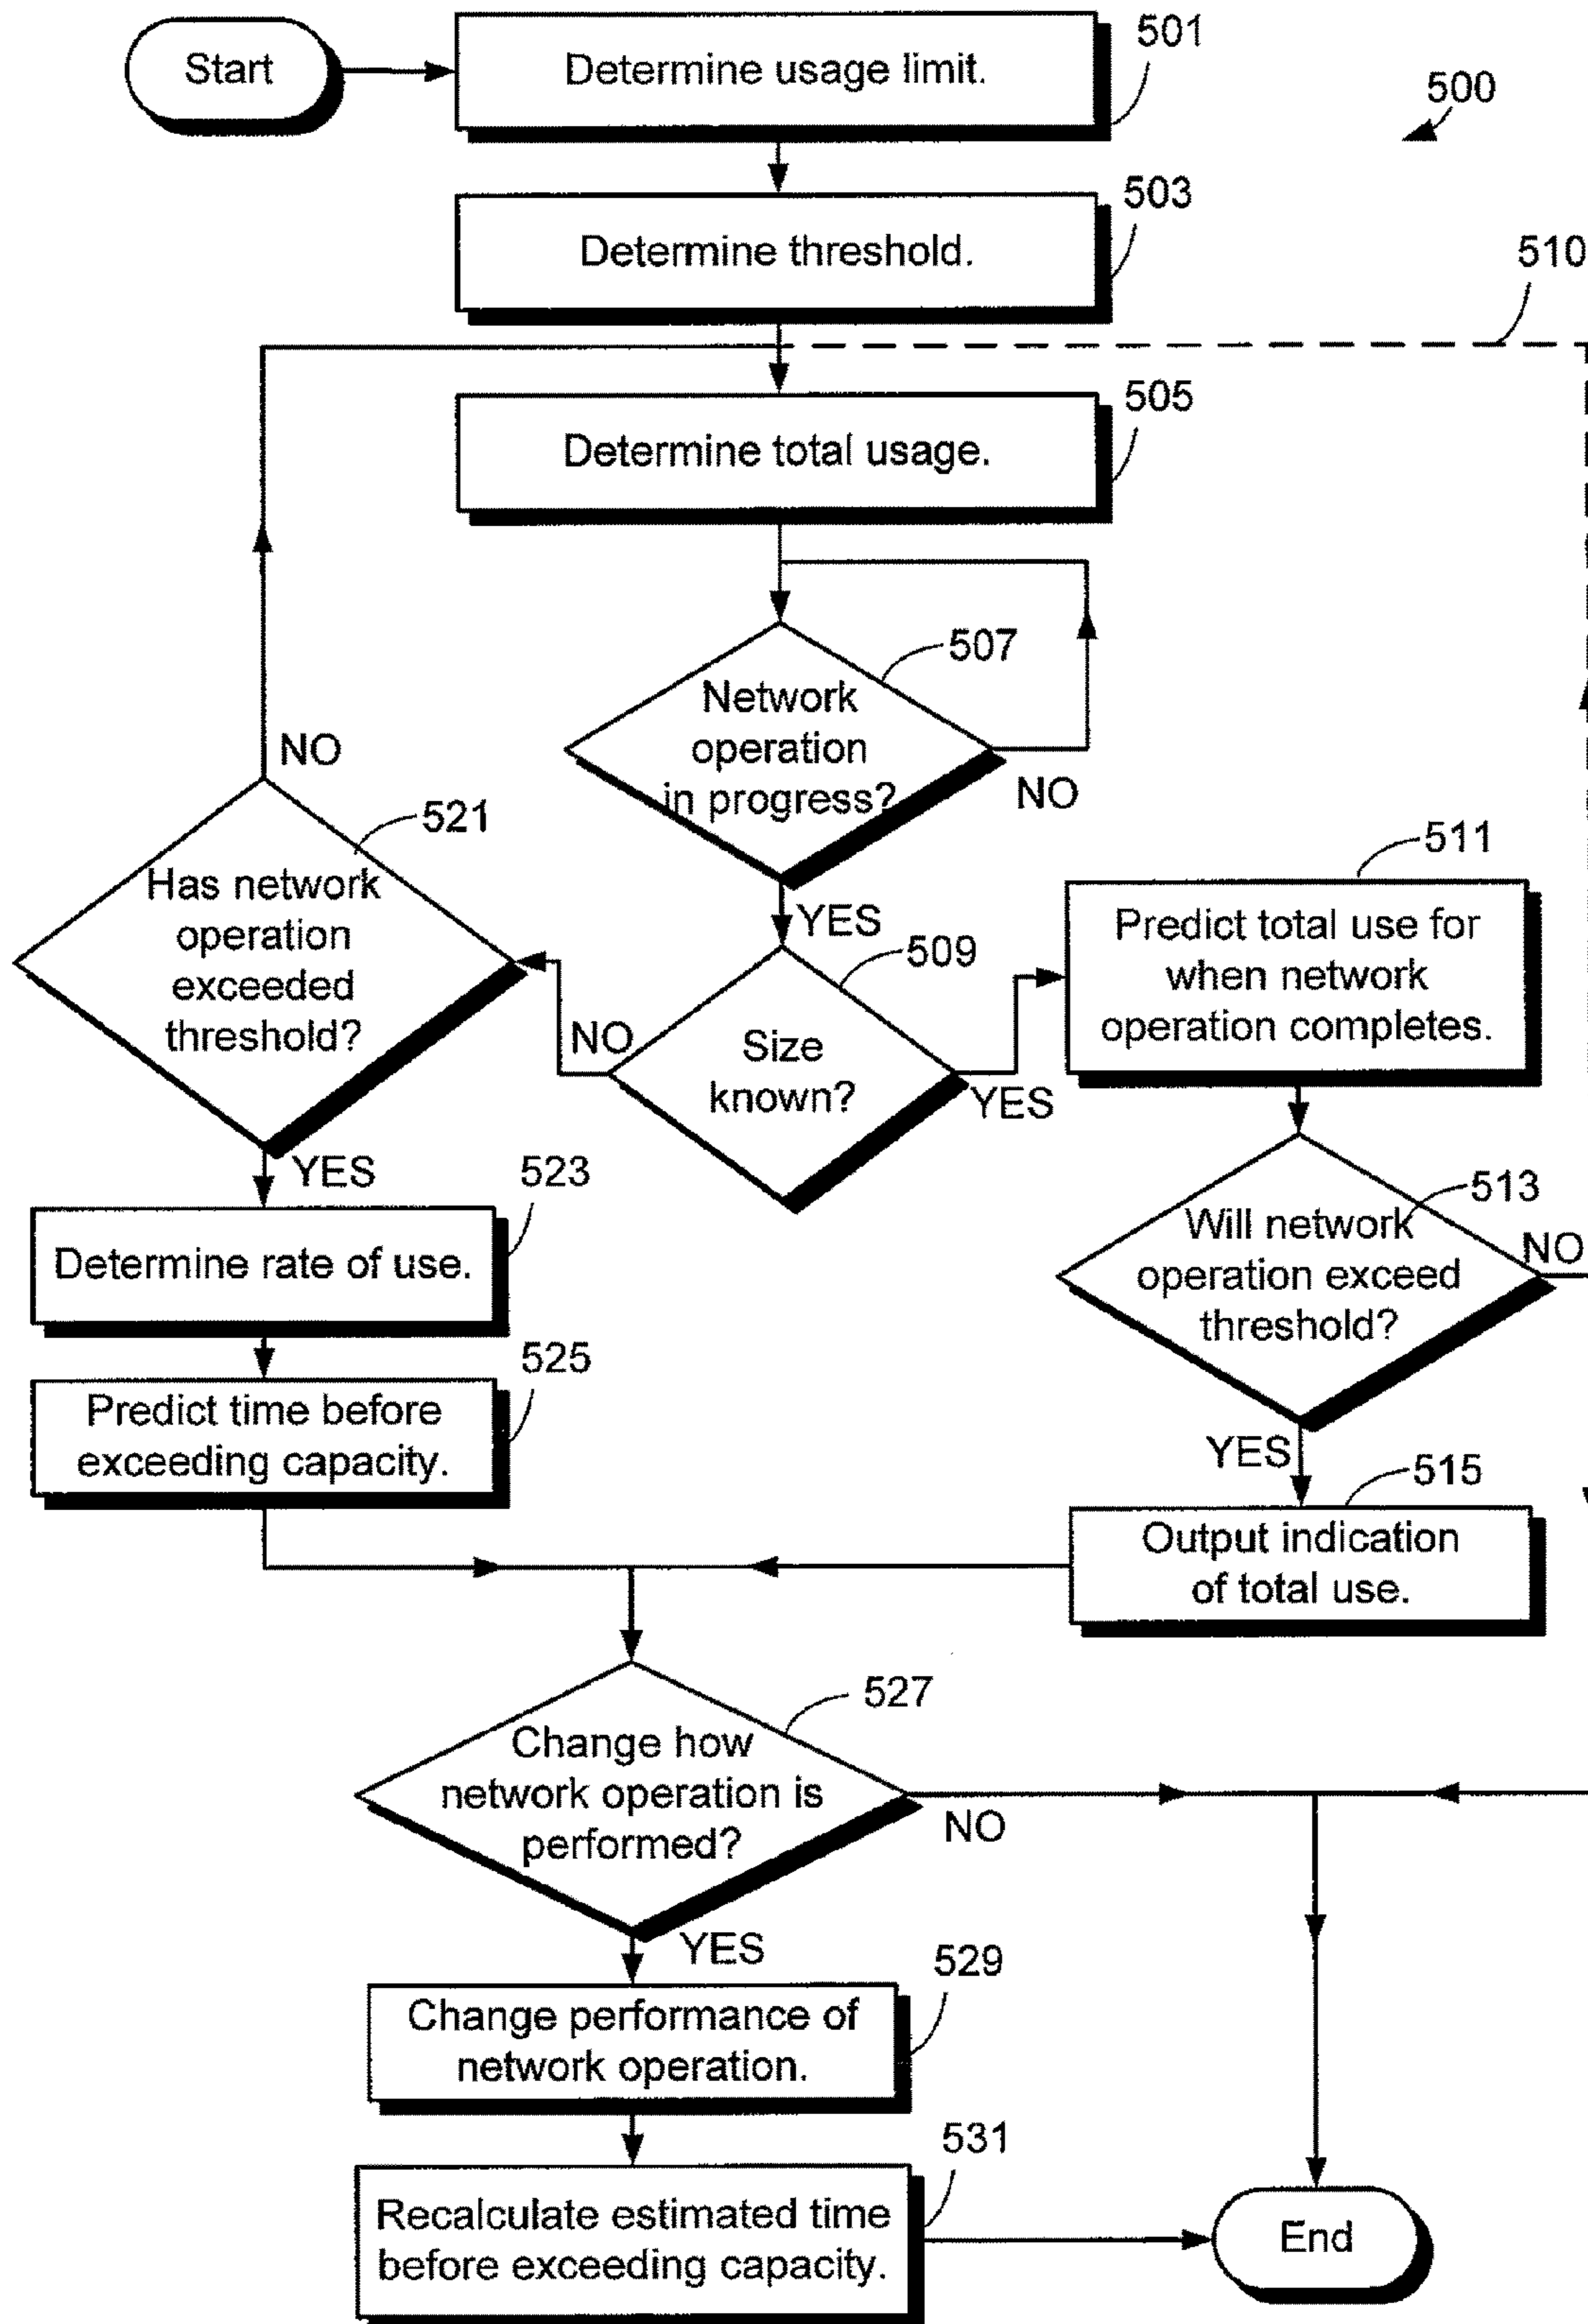 Start
Determine usage limit.
501
500
Determine threshold.
503
510
Determine total usage.
505
Network
operation
in progress?
507
NO
YES
Has network
operation
exceeded
threshold?
521
NO
YES
Size
known?
509
NO
YES
Predict total use for
when network
operation completes.
511
Will network
operation exceed
threshold?
513
NO
YES
Determine rate of use.
523
Predict time before
exceeding capacity.
525
Output indication
of total use.
515
Change how
network operation is
performed?
527
NO
YES
Change performance of
network operation.
529
Recalculate estimated time
before exceeding capacity.
531
End